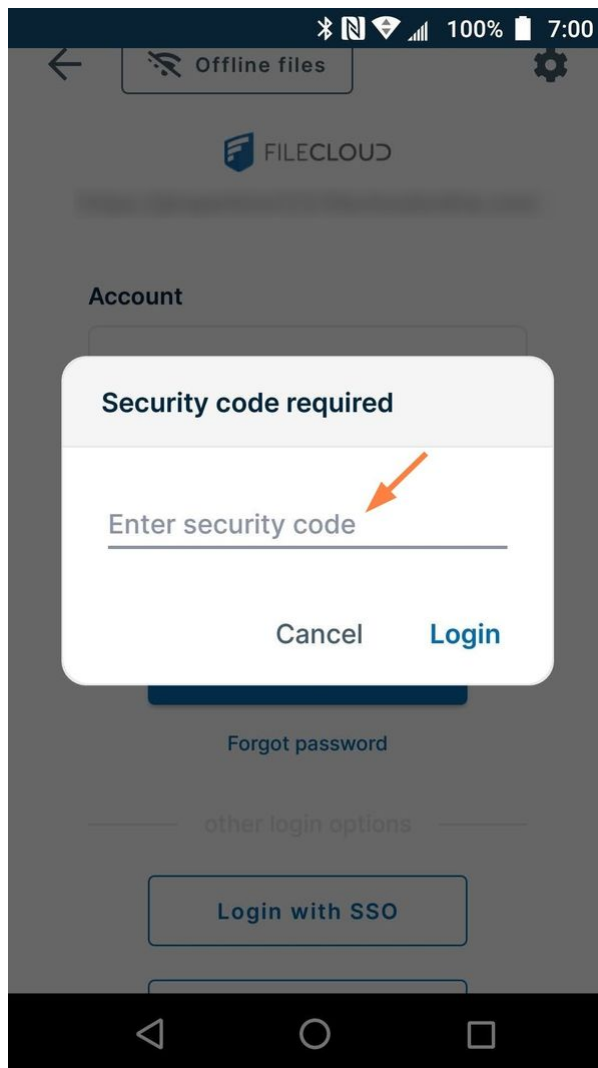 100% 7:00
Offline files
FILECLOUD
Account
Security code required
Enter security code
Cancel Login
Forgot password
other login options
Login with SSO